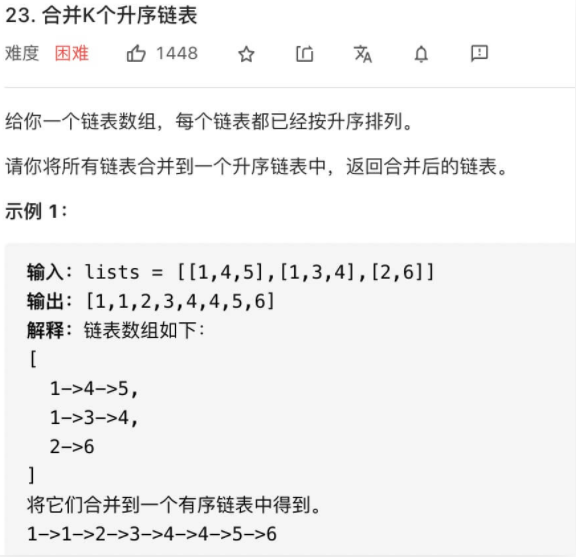 23. 合并K个升序链表
难度 困难 1448
给你一个链表数组，每个链表都已经按升序排列。
请你将所有链表合并到一个升序链表中，返回合并后的链表。
示例 1：
输入：lists = [[1,4,5],[1,3,4],[2,6]]
输出：[1,1,2,3,4,4,5,6]
解释：链表数组如下：
[
1->4->5,
1->3->4,
2->6
]
将它们合并到一个有序链表中得到。
1->1->2->3->4->4->5->6